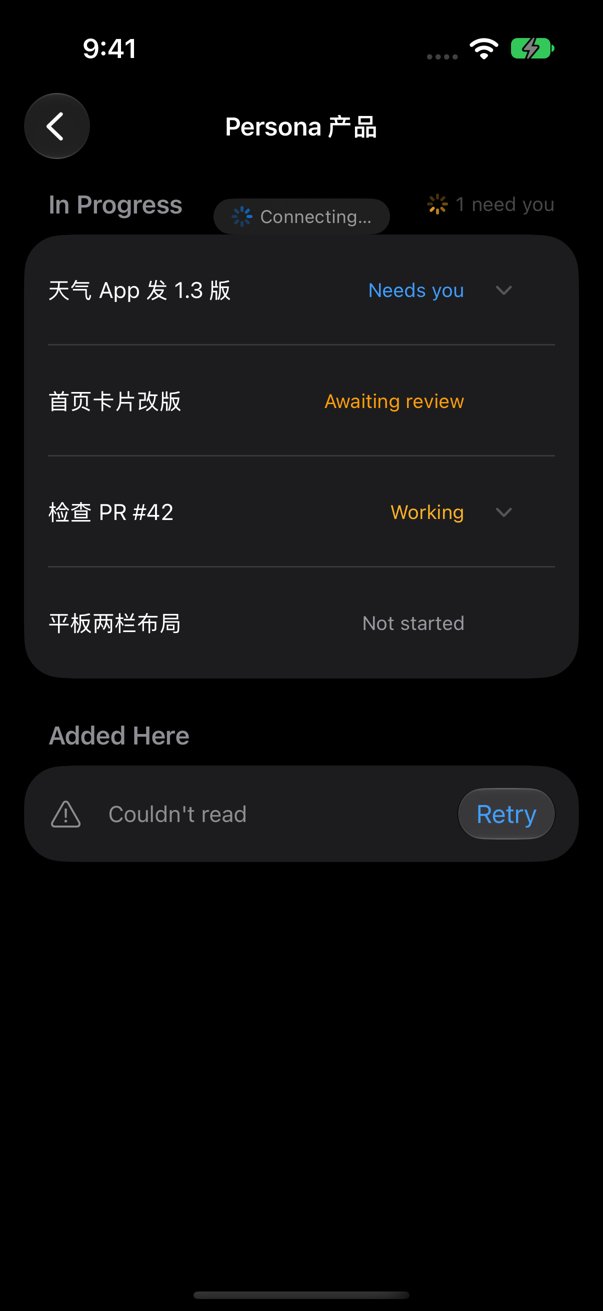 9:41
Persona 产品
In Progress
Connecting...
1 need you
天气 App 发 1.3 版
Needs you
首页卡片改版
Awaiting review
检查 PR #42
Working
平板两栏布局
Not started
Added Here
Couldn't read
Retry